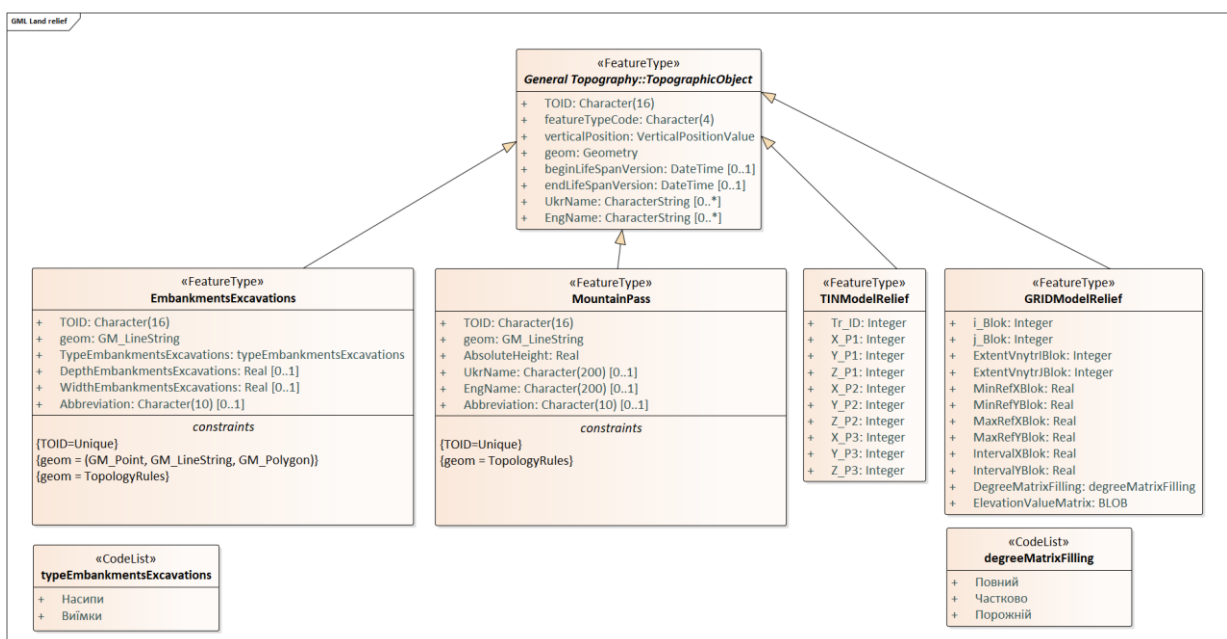 GML Land relief
«FeatureType»
General Topography::TopographicObject
+ TOID: Character(16)
+ featureTypeCode: Character(4)
+ verticalPosition: VerticalPositionValue
+ geom: Geometry
+ beginLifeSpanVersion: DateTime [0..1]
+ endLifeSpanVersion: DateTime [0..1]
+ UkrName: CharacterString [0..*]
+ EngName: CharacterString [0..*]
«FeatureType»
EmbankmentsExcavations
+ TOID: Character(16)
+ geom: GM_LineString
+ TypeEmbankmentsExcavations: typeEmbankmentsExcavations
+ DepthEmbankmentsExcavations: Real [0..1]
+ WidthEmbankmentsExcavations: Real [0..1]
+ Abbreviation: Character(10) [0..1]
constraints
{TOID=Unique}
{geom = (GM_Point, GM_LineString, GM_Polygon)}
{geom = TopologyRules}
«FeatureType»
MountainPass
+ TOID: Character(16)
+ geom: GM_LineString
+ AbsoluteHeight: Real
+ UkrName: Character(200) [0..1]
+ EngName: Character(200) [0..1]
+ Abbreviation: Character(10) [0..1]
constraints
{TOID=Unique}
{geom = TopologyRules}
«FeatureType»
TINModelRelief
+ Tr_ID: Integer
+ X_P1: Integer
+ Y_P1: Integer
+ Z_P1: Integer
+ X_P2: Integer
+ Y_P2: Integer
+ Z_P2: Integer
+ X_P3: Integer
+ Y_P3: Integer
+ Z_P3: Integer
«FeatureType»
GRIDModelRelief
+ i_Blok: Integer
+ j_Blok: Integer
+ ExtentVnytrIBlok: Integer
+ ExtentVnytrJBlok: Integer
+ MinRefXBlok: Real
+ MinRefYBlok: Real
+ MaxRefXBlok: Real
+ MaxRefYBlok: Real
+ IntervalXBlok: Real
+ IntervalYBlok: Real
+ DegreeMatrixFilling: degreeMatrixFilling
+ ElevationValueMatrix: BLOB
«CodeList»
typeEmbankmentsExcavations
+ Насипи
+ Виїмки
«CodeList»
degreeMatrixFilling
+ Повний
+ Частково
+ Порожній